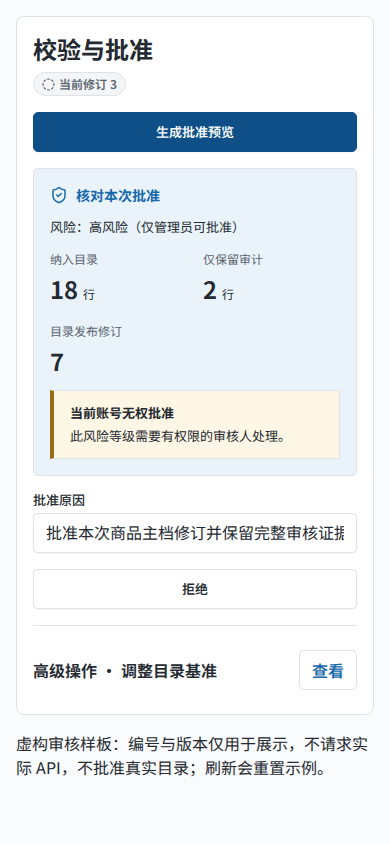 校验与批准
当前修订 3
生成批准预览
核对本次批准
风险：高风险（仅管理员可批准）
纳入目录
仅保留审计
18 行
2 行
目录发布修订
7
当前账号无权批准
此风险等级需要有权限的审核人处理。
批准原因
批准本次商品主档修订并保留完整审核证据
拒绝
高级操作 · 调整目录基准
查看
虚构审核样板：编号与版本仅用于展示，不请求实
际 API，不批准真实目录；刷新会重置示例。